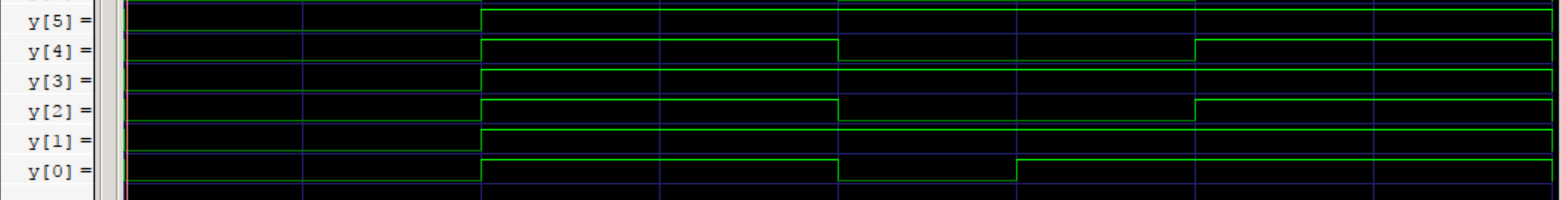 y[5] =
y[4] =
y[3] =
y[2] =
y[1] =
y[0] =